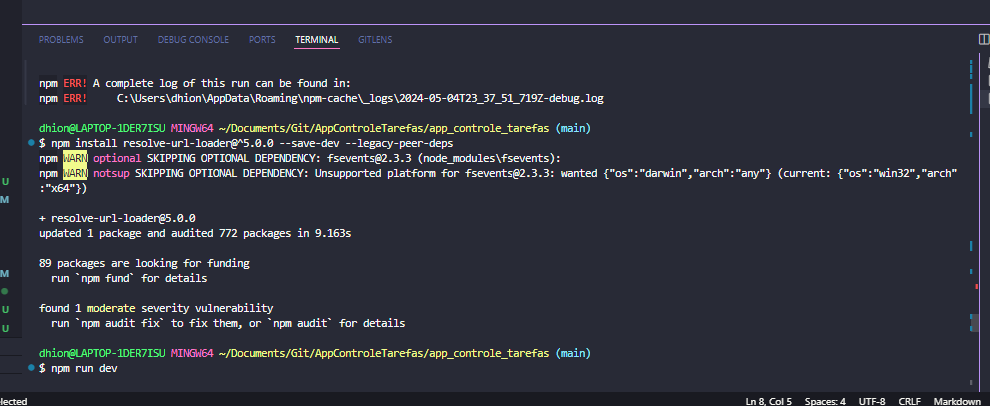 PROBLEMS OUTPUT DEBUG CONSOLE PORTS TERMINAL GITLENS
npm ERR! A complete log of this run can be found in:
npm ERR!     C:\Users\dhion\AppData\Roaming\npm-cache\_logs\2024-05-04T23_37_51_719Z-debug.log
dhion@LAPTOP-1DER7ISU MINGW64 ~/Documents/Git/AppControleTarefas/app_controle_tarefas (main)
$ npm install resolve-url-loader@^5.0.0 --save-dev --legacy-peer-deps
npm WARN optional SKIPPING OPTIONAL DEPENDENCY: fsevents@2.3.3 (node_modules\fsevents):
npm WARN notsup SKIPPING OPTIONAL DEPENDENCY: Unsupported platform for fsevents@2.3.3: wanted {"os":"darwin","arch":"any"} (current: {"os":"win32","arch"
:"x64"})
+ resolve-url-loader@5.0.0
updated 1 package and audited 772 packages in 9.163s
89 packages are looking for funding
  run `npm fund` for details
found 1 moderate severity vulnerability
  run `npm audit fix` to fix them, or `npm audit` for details
dhion@LAPTOP-1DER7ISU MINGW64 ~/Documents/Git/AppControleTarefas/app_controle_tarefas (main)
$ npm run dev
U
M
M
U
U
elected Ln 8, Col 5 Spaces: 4 UTF-8 CRLF Markdown